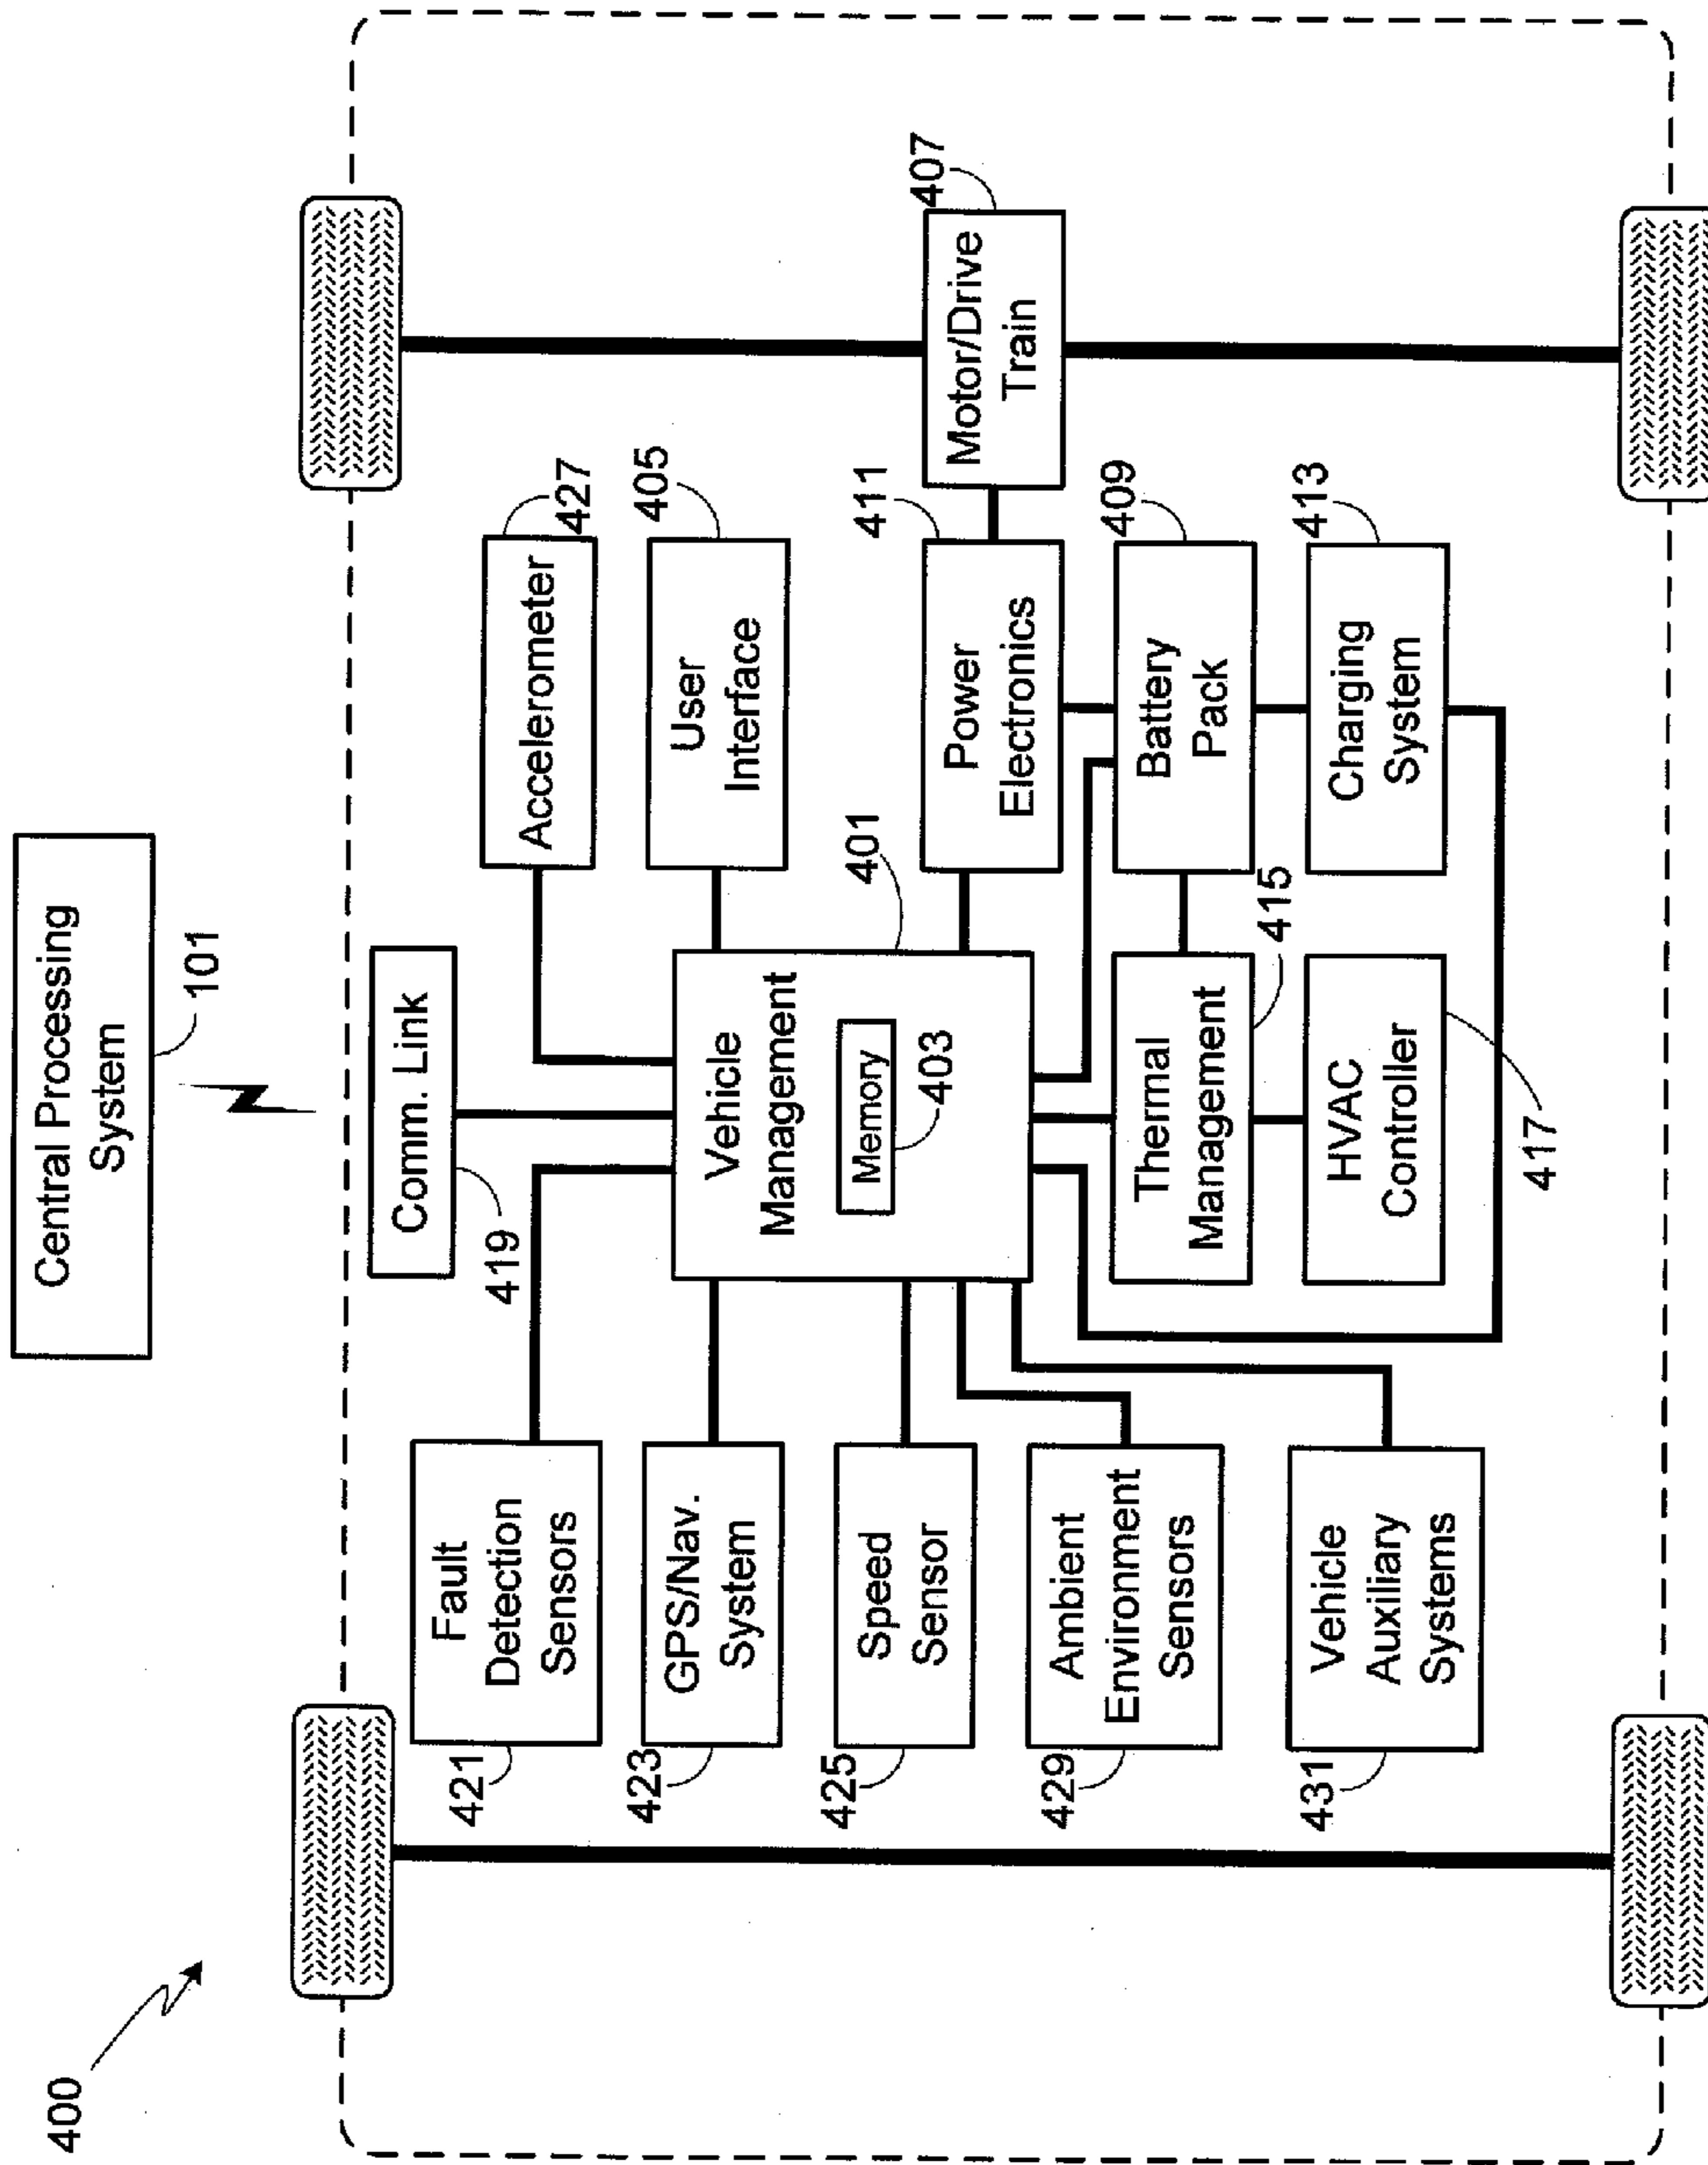 400
Central Processing
System
101
Comm. Link
419
Fault
Detection
Sensors
421
GPS/Nav.
System
423
Speed
Sensor
425
Ambient
Environment
Sensors
429
Vehicle
Auxiliary
Systems
431
Vehicle
Management
401
Memory
403
Accelerometer
427
User
Interface
405
Power
Electronics
411
Motor/Drive
Train
407
Battery
Pack
409
Thermal
Management
415
Charging
System
413
HVAC
Controller
417